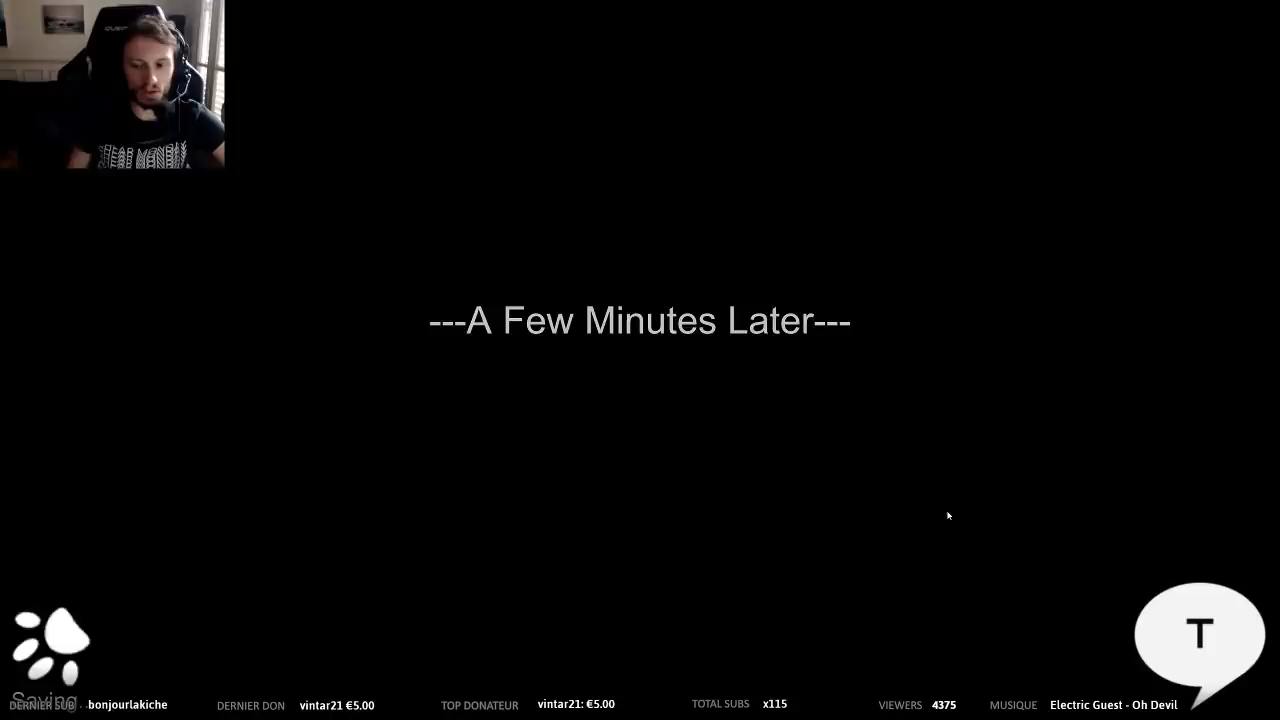 ---A Few Minutes Later---
T
Saving...
DERNIER SUB bonjourlakiche DERNIER DON vintar21 €5.00 TOP DONATEUR vintar21: €5.00 TOTAL SUBS x115 VIEWERS 4375 MUSIQUE Electric Guest - Oh Devil